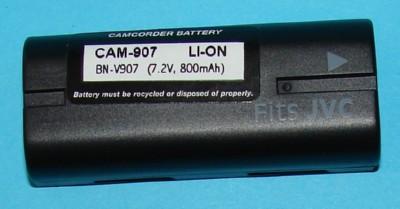 CAMCORDER BATTERY
CAM-907 LI-ON
BN-V907 (7.2V, 800mAh)
Fits JVC
Battery must be recycled or disposed of properly.